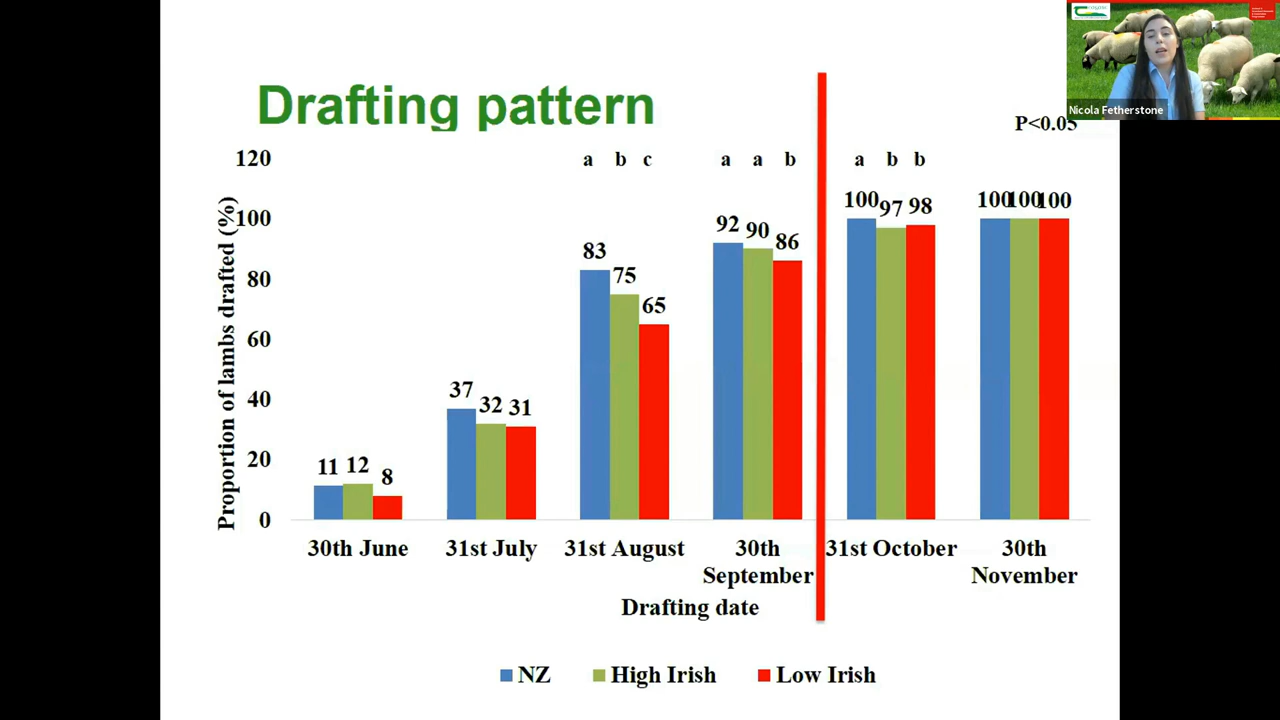 Drafting pattern
Nicola Fetherstone
P<0.05
Proportion of lambs drafted (%)
120
100
80
60
40
20
0
a b c
a a b
a b b
11 12 8
37 32 31
83 75 65
92 90 86
100 97 98
100 100 100
30th June
31st July
31st August
30th
September
31st October
30th
November
Drafting date
NZ
High Irish
Low Irish